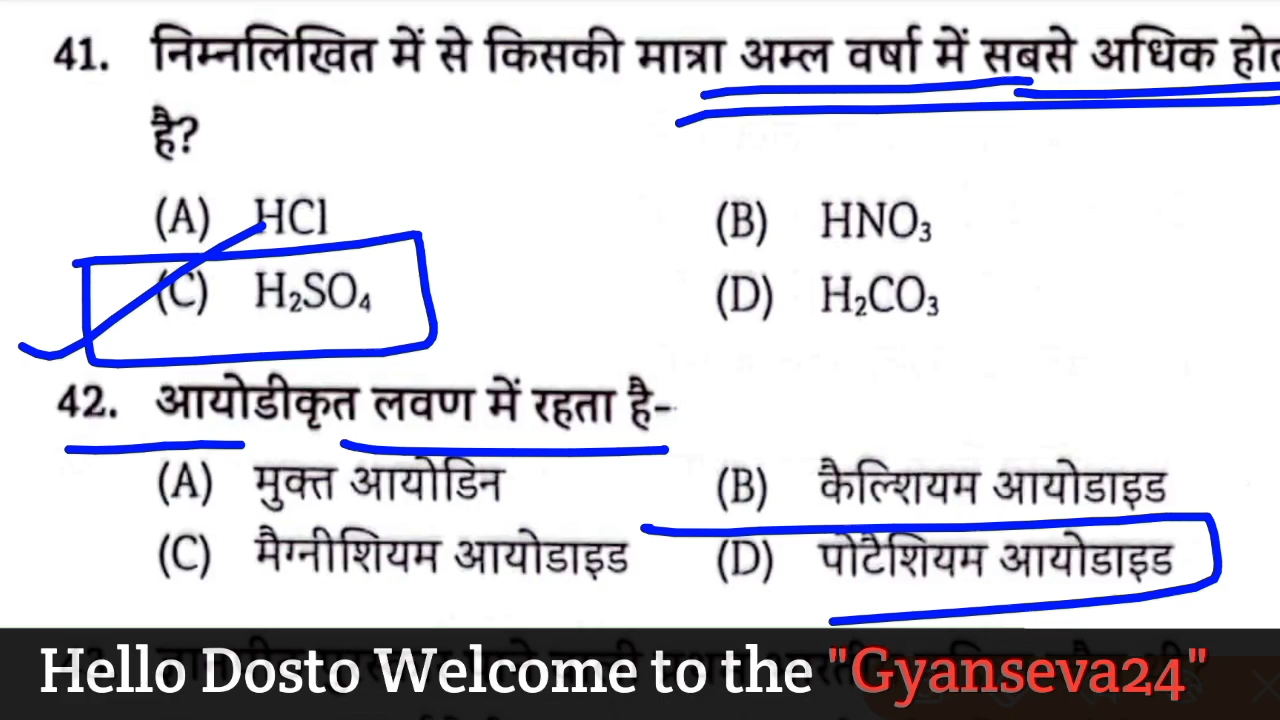 41. निम्नलिखित में से किसकी मात्रा अम्ल वर्षा में सबसे अधिक
है?
(A) HCl (B) HNO₃
(C) H₂SO₄ (D) H₂CO₃
42. आयोडीकृत लवण में रहता है-
(A) मुक्त आयोडिन (B) कैल्शियम आयोडाइड
(C) मैग्नीशियम आयोडाइड (D) पोटैशियम आयोडाइड
Hello Dosto Welcome to the "Gyanseva24"